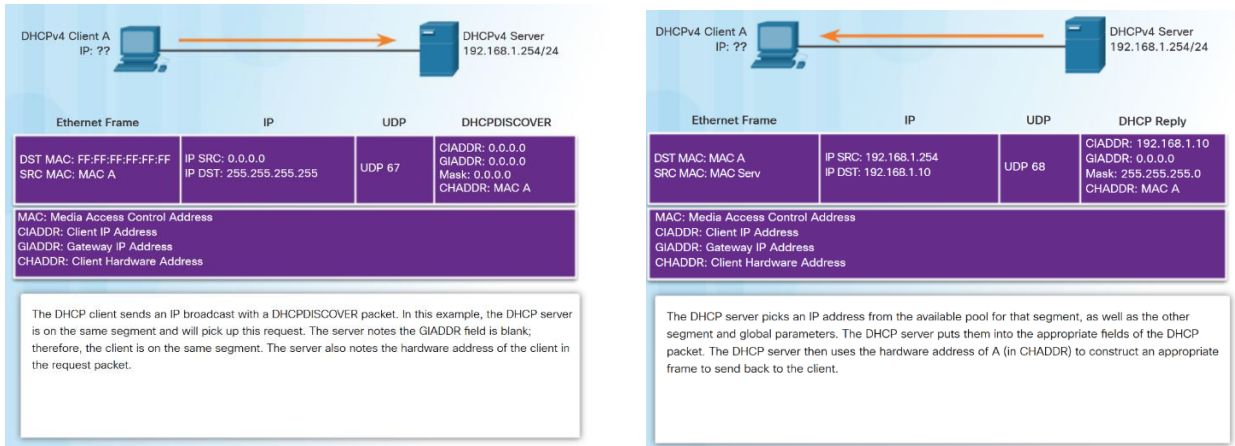 DHCPv4 Client A
IP: ??
DHCPv4 Server
192.168.1.254/24
Ethernet Frame
IP
UDP
DHCPDISCOVER
DST MAC: FF:FF:FF:FF:FF:FF
SRC MAC: MAC A
IP SRC: 0.0.0.0
IP DST: 255.255.255.255
UDP 67
CIADDR: 0.0.0.0
GIADDR: 0.0.0.0
Mask: 0.0.0.0
CHADDR: MAC A
MAC: Media Access Control Address
CIADDR: Client IP Address
GIADDR: Gateway IP Address
CHADDR: Client Hardware Address
The DHCP client sends an IP broadcast with a DHCPDISCOVER packet. In this example, the DHCP server
is on the same segment and will pick up this request. The server notes the GIADDR field is blank;
therefore, the client is on the same segment. The server also notes the hardware address of the client in
the request packet.
DHCPv4 Client A
IP: ??
DHCPv4 Server
192.168.1.254/24
Ethernet Frame
IP
UDP
DHCP Reply
DST MAC: MAC A
SRC MAC: MAC Serv
IP SRC: 192.168.1.254
IP DST: 192.168.1.10
UDP 68
CIADDR: 192.168.1.10
GIADDR: 0.0.0.0
Mask: 255.255.255.0
CHADDR: MAC A
MAC: Media Access Control Address
CIADDR: Client IP Address
GIADDR: Gateway IP Address
CHADDR: Client Hardware Address
The DHCP server picks an IP address from the available pool for that segment, as well as the other
segment and global parameters. The DHCP server puts them into the appropriate fields of the DHCP
packet. The DHCP server then uses the hardware address of A (in CHADDR) to construct an appropriate
frame to send back to the client.